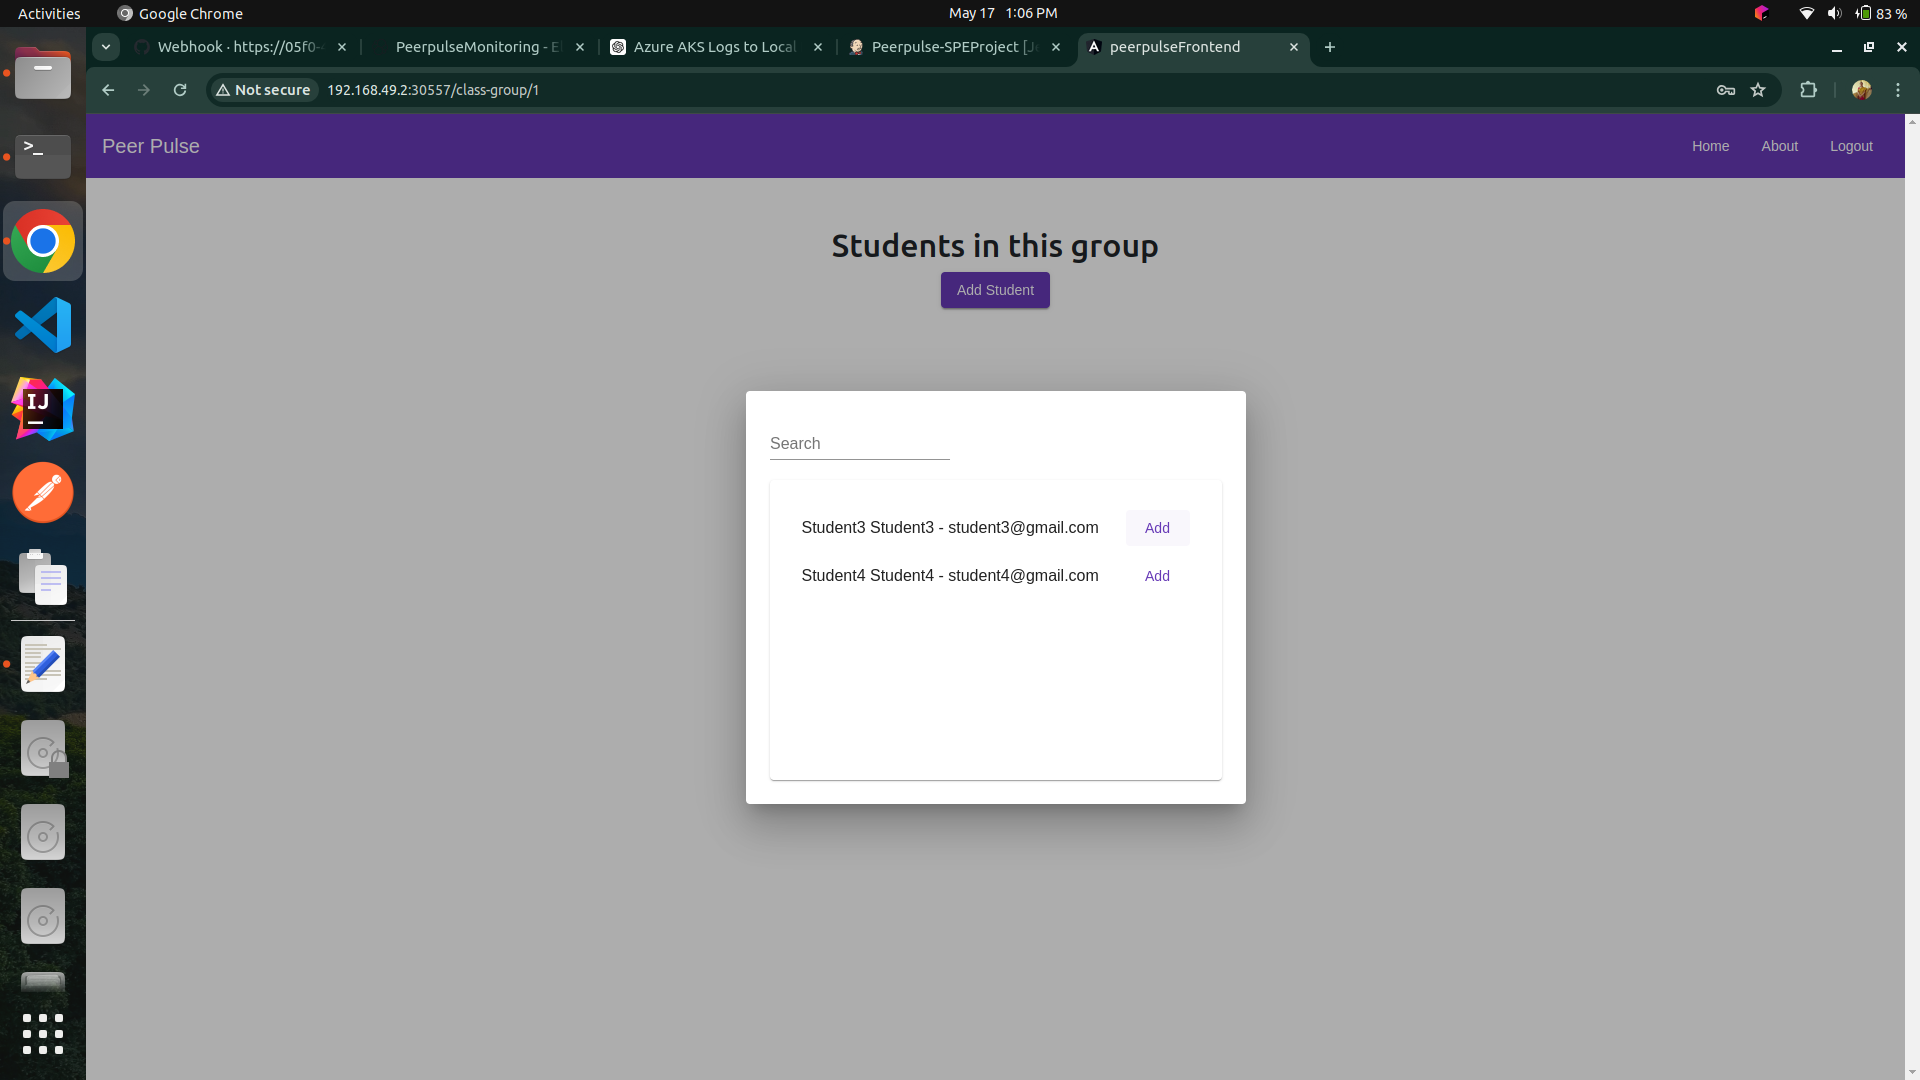 Activities
Google Chrome
May 17 1:06 PM
83 %
Webhook · https://05f0-
PeerpulseMonitoring - El
Azure AKS Logs to Local
Peerpulse-SPEProject [Je
peerpulseFrontend
Not secure
192.168.49.2:30557/class-group/1
Peer Pulse
Home
About
Logout
Students in this group
Add Student
Search
Student3 Student3 - student3@gmail.com
Add
Student4 Student4 - student4@gmail.com
Add
>_
IJ